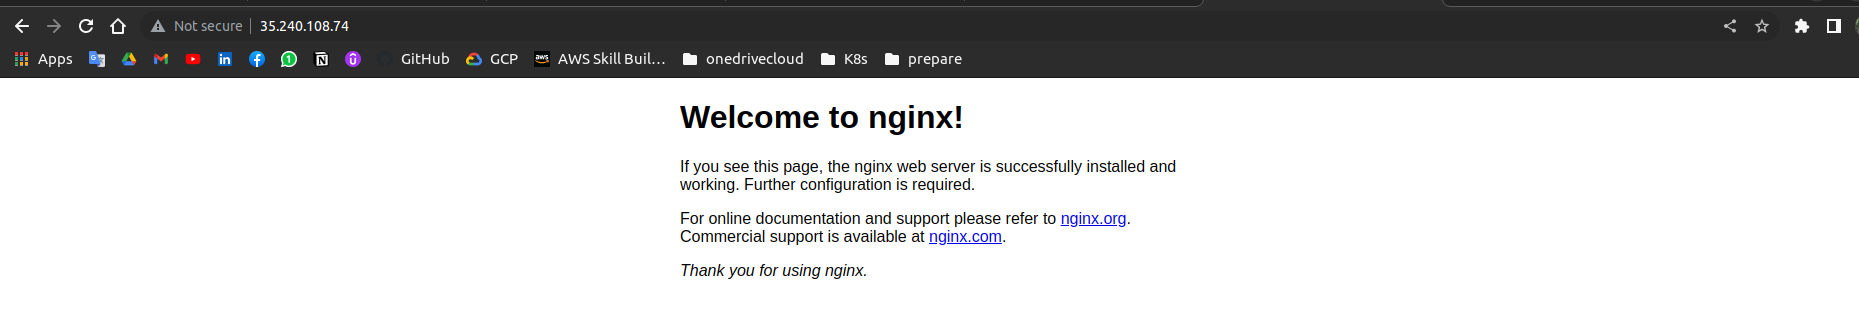 Not secure 35.240.108.74
Apps 1 GitHub GCP aws AWS Skill Buil... onedrivecloud K8s prepare
Welcome to nginx!
If you see this page, the nginx web server is successfully installed and
working. Further configuration is required.
For online documentation and support please refer to nginx.org.
Commercial support is available at nginx.com.
Thank you for using nginx.